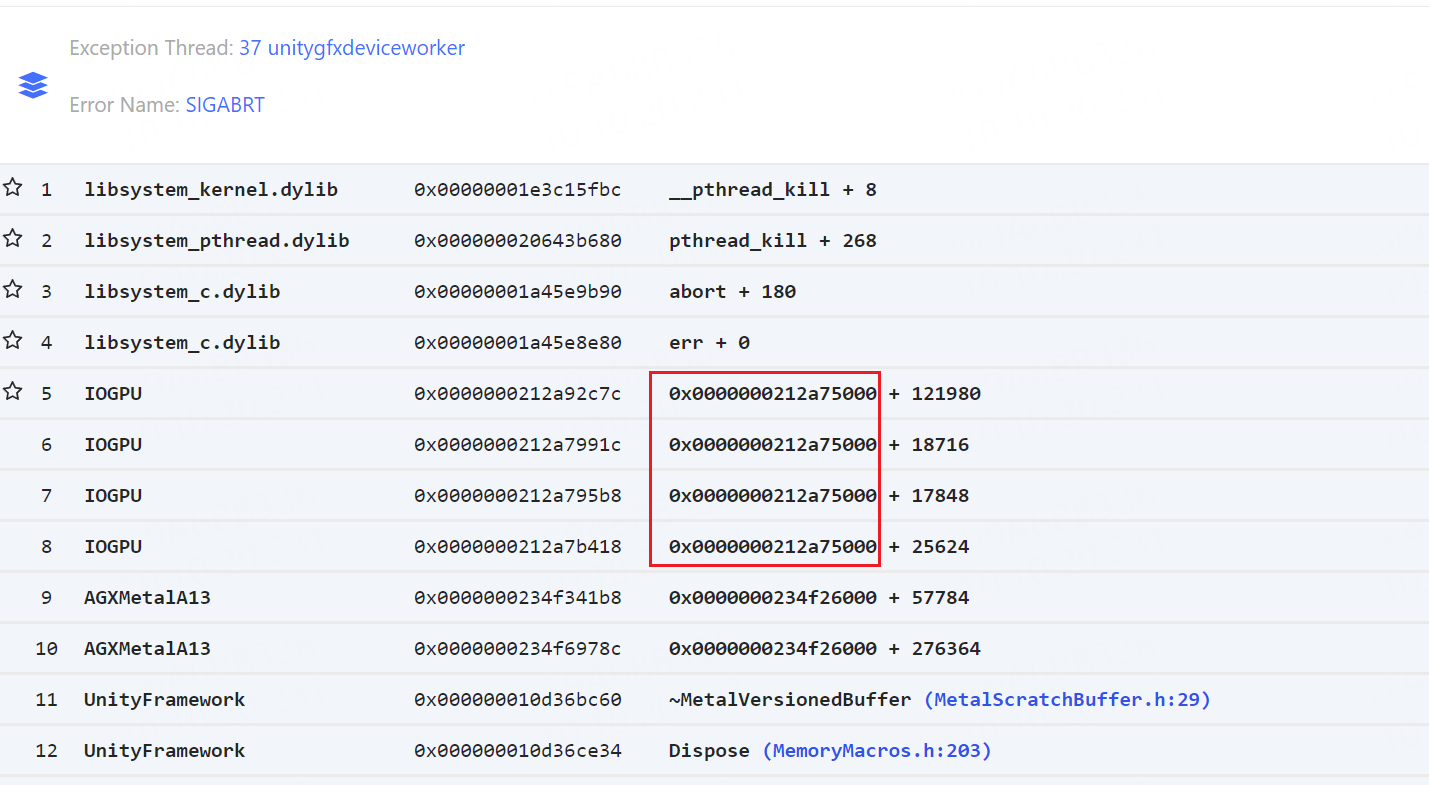 Exception Thread: 37 unitygfxdeviceworker
Error Name: SIGABRT
1 libsystem_kernel.dylib 0x00000001e3c15fbc __pthread_kill + 8
2 libsystem_pthread.dylib 0x000000020643b680 pthread_kill + 268
3 libsystem_c.dylib 0x00000001a45e9b90 abort + 180
4 libsystem_c.dylib 0x00000001a45e8e80 err + 0
5 IOGPU 0x0000000212a92c7c 0x0000000212a75000 + 121980
6 IOGPU 0x0000000212a7991c 0x0000000212a75000 + 18716
7 IOGPU 0x0000000212a795b8 0x0000000212a75000 + 17848
8 IOGPU 0x0000000212a7b418 0x0000000212a75000 + 25624
9 AGXMetalA13 0x0000000234f341b8 0x0000000234f26000 + 57784
10 AGXMetalA13 0x0000000234f6978c 0x0000000234f26000 + 276364
11 UnityFramework 0x000000010d36bc60 ~MetalVersionedBuffer (MetalScratchBuffer.h:29)
12 UnityFramework 0x000000010d36ce34 Dispose (MemoryMacros.h:203)